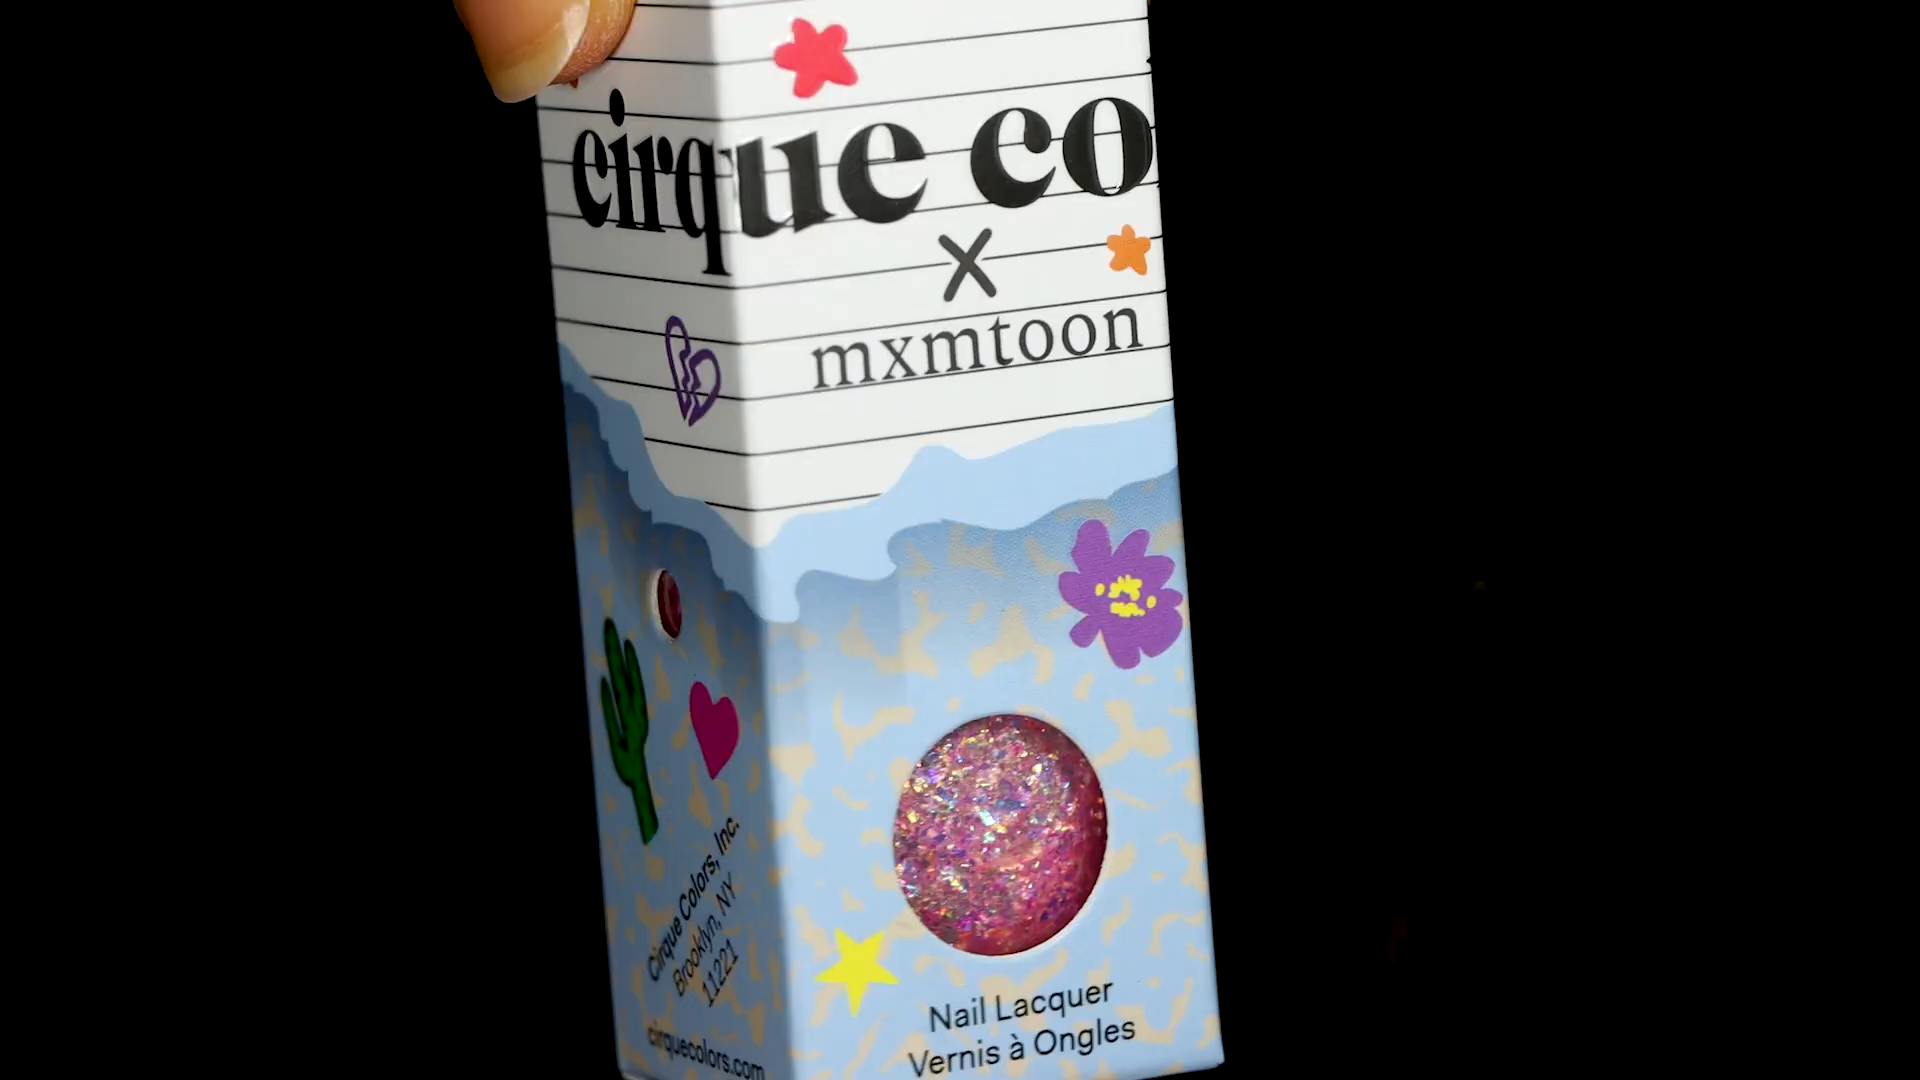 cirque co
x
mxmtoon
Cirque Colors, Inc.
Brooklyn, NY
11221
cirquecolors.com
Nail Lacquer
Vernis à Ongles